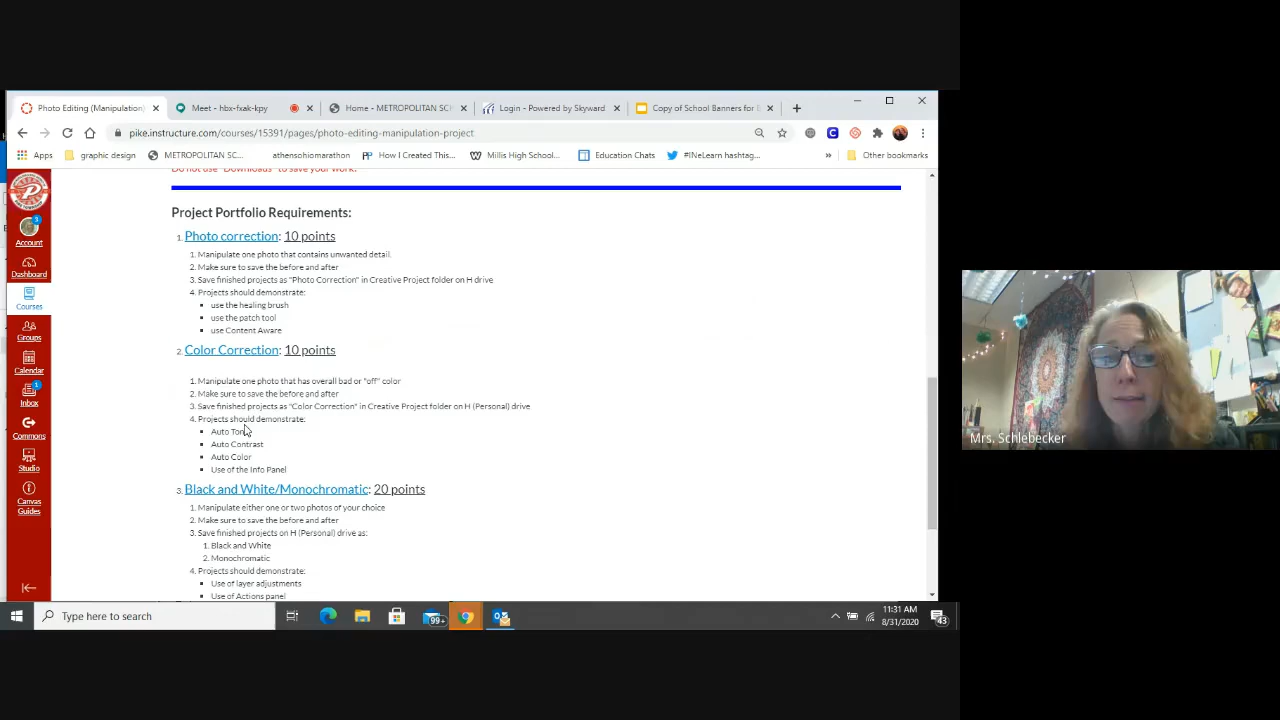 Photo Editing (Manipulation)
Meet - hbx-fxak-kpy
Home - METROPOLITAN SC
Login - Powered by Skyward
Copy of School Banners for E
pike.instructure.com/courses/15391/pages/photo-editing-manipulation-project
Apps
graphic design
METROPOLITAN SC...
athensohiomarathon
How I Created This...
Millis High School...
Education Chats
#INeLearn hashtag...
»
Other bookmarks
Do not use "Downloads" to save your work.
Project Portfolio Requirements:
1. Photo correction: 10 points
1. Manipulate one photo that contains unwanted detail.
2. Make sure to save the before and after
3. Save finished projects as "Photo Correction" in Creative Project folder on H drive
4. Projects should demonstrate:
use the healing brush
use the patch tool
use Content Aware
2. Color Correction: 10 points
1. Manipulate one photo that has overall bad or "off" color
2. Make sure to save the before and after
3. Save finished projects as "Color Correction" in Creative Project folder on H (Personal) drive
4. Projects should demonstrate:
Auto Tone
Auto Contrast
Auto Color
Use of the Info Panel
3. Black and White/Monochromatic: 20 points
1. Manipulate either one or two photos of your choice
2. Make sure to save the before and after
3. Save finished projects on H (Personal) drive as:
1. Black and White
2. Monochromatic
4. Projects should demonstrate:
Use of layer adjustments
Use of Actions panel
3
Account
Dashboard
Courses
Groups
Calendar
1
Inbox
Commons
Studio
Canvas
Guides
Type here to search
99+
11:31 AM
8/31/2020
43
Mrs. Schlebecker